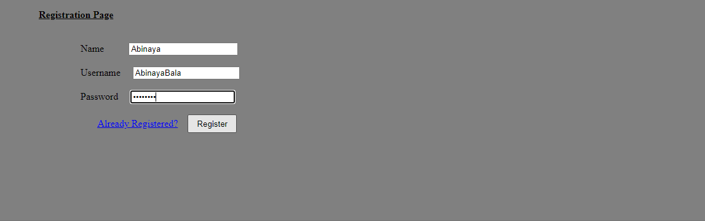 Registration Page
Name Abinaya
Username AbinayaBala
Password ••••••••
Already Registered? Register